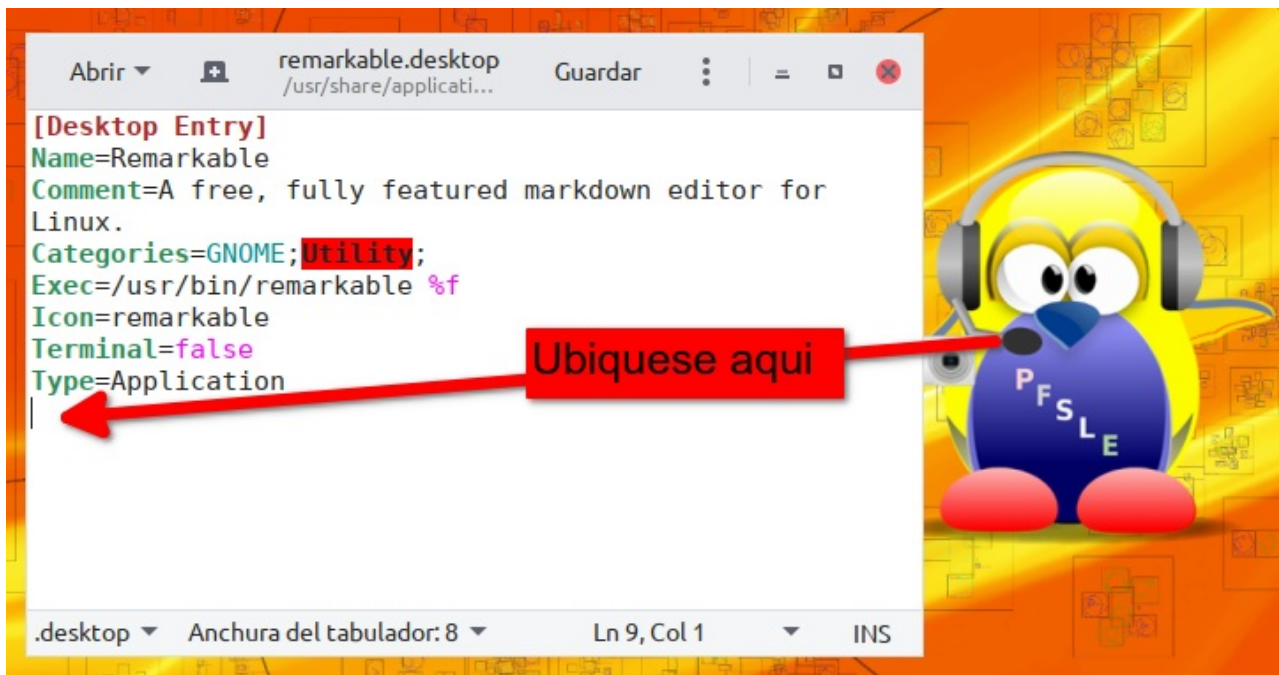 Abrir
remarkable.desktop
/usr/share/applicati...
Guardar
[Desktop Entry]
Name=Remarkable
Comment=A free, fully featured markdown editor for
Linux.
Categories=GNOME;Utility;
Exec=/usr/bin/remarkable %f
Icon=remarkable
Terminal=false
Type=Application
Ubiquese aqui
PFSLE
.desktop Anchura del tabulador: 8 Ln 9, Col 1 INS